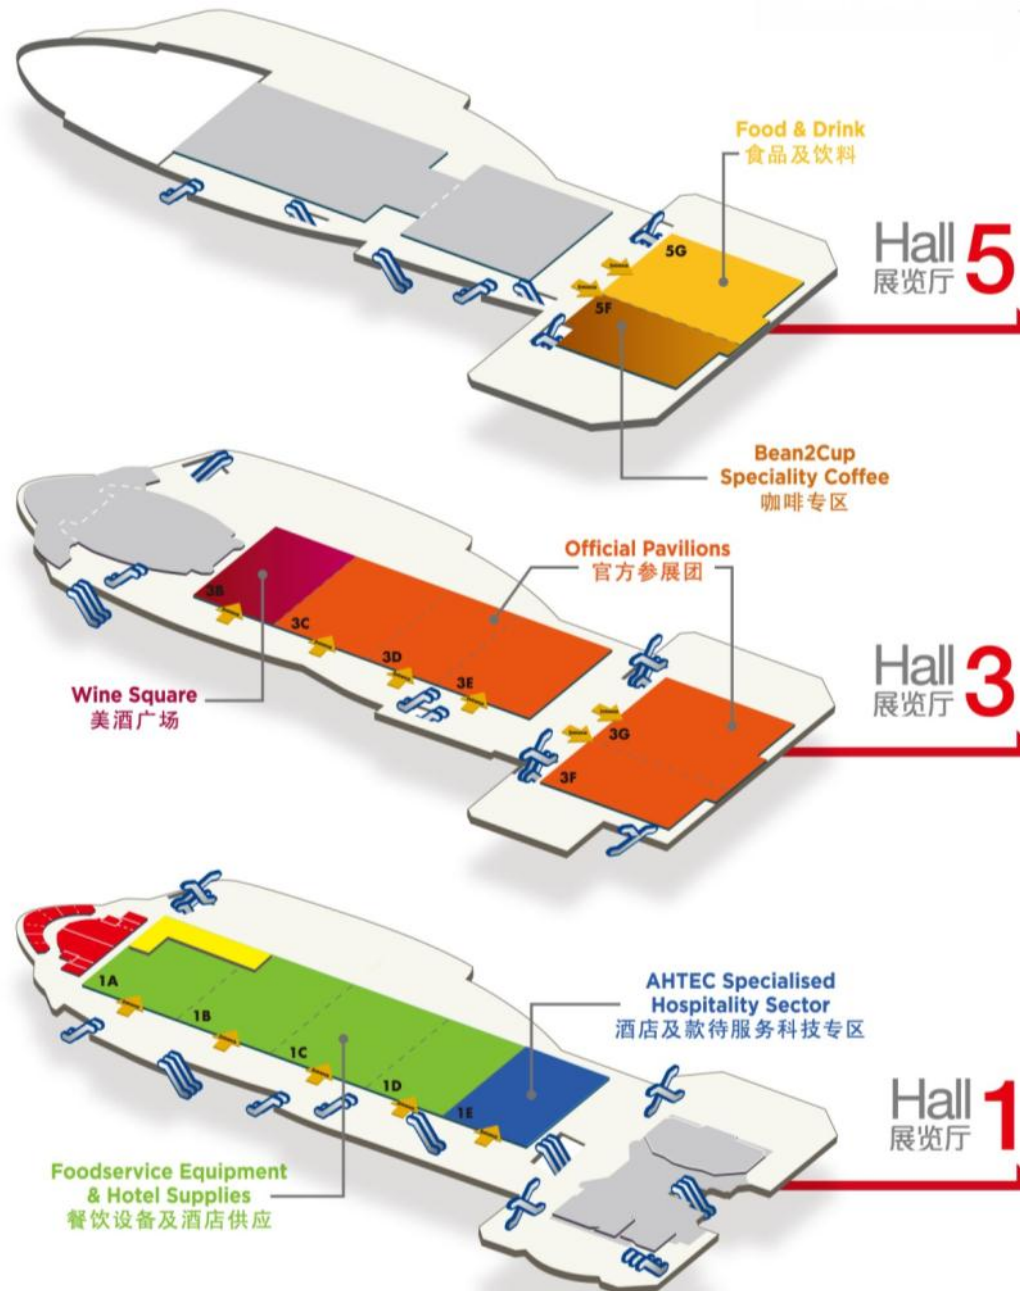 Food & Drink
食品及饮料
Hall 5
展览厅
5G
5F
Bean2Cup
Speciality Coffee
咖啡专区
Official Pavilions
官方参展团
3B
3C
3D
3E
3G
3F
Hall 3
展览厅
Wine Square
美酒广场
1A
1B
1C
1D
1E
AHTEC Specialised
Hospitality Sector
酒店及款待服务科技专区
Hall 1
展览厅
Foodservice Equipment
& Hotel Supplies
餐饮设备及酒店供应